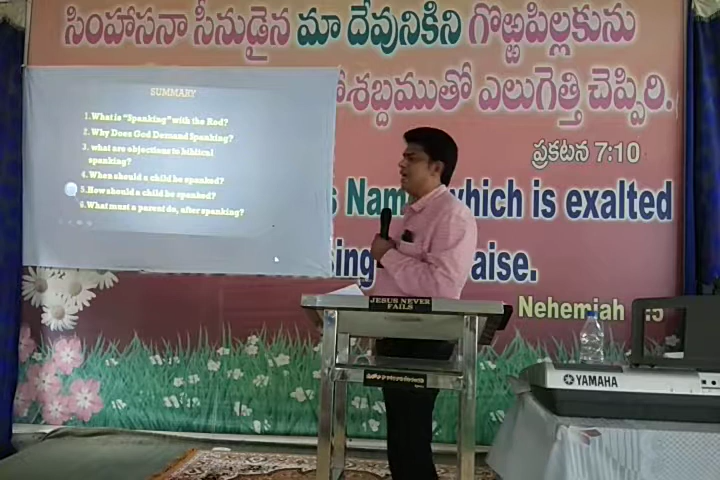 సింహాసనా సీనుడైన మా దేవునికిని గొఱ్ఱపిల్లకును
శబ్దముతో ఎలుగెత్తి చెప్పిరి.
ప్రకటన 7:10
Name which is exalted
praise.
Nehemiah
SUMMARY
1.What is "Spanking" with the Rod?
2. Why Does God Demand Spanking?
3. what are objections to biblical
spanking?
4. When should a child be spanked?
5.How should a child be spanked?
6.What must a parent do, after spanking?
JESUS NEVER
FAILS
YAMAHA